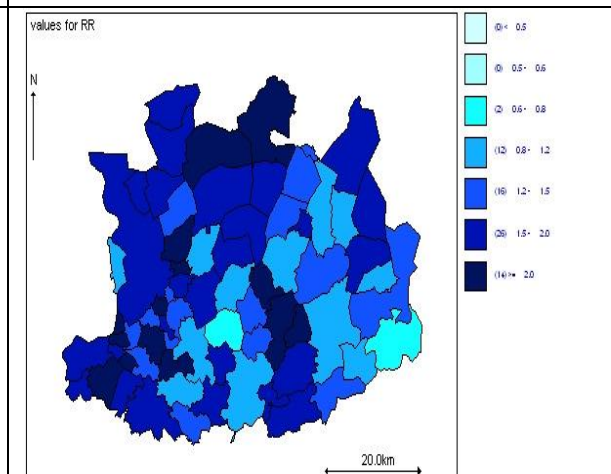 values for RR
N
(0) < 0.5
(0) 0.5 - 0.6
(2) 0.6 - 0.8
(12) 0.8 - 1.2
(16) 1.2 - 1.5
(26) 1.5 - 2.0
(14) >= 2.0
20.0km